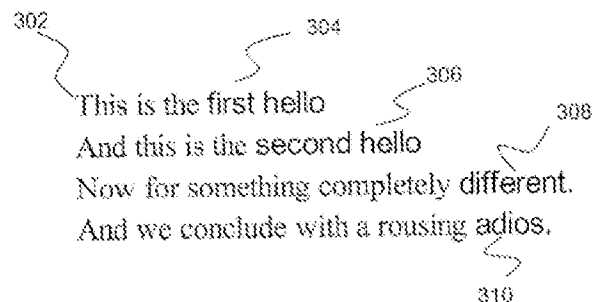 302
304
This is the first hello
306
And this is the second hello
308
Now for something completely different.
And we conclude with a rousing adios.
310